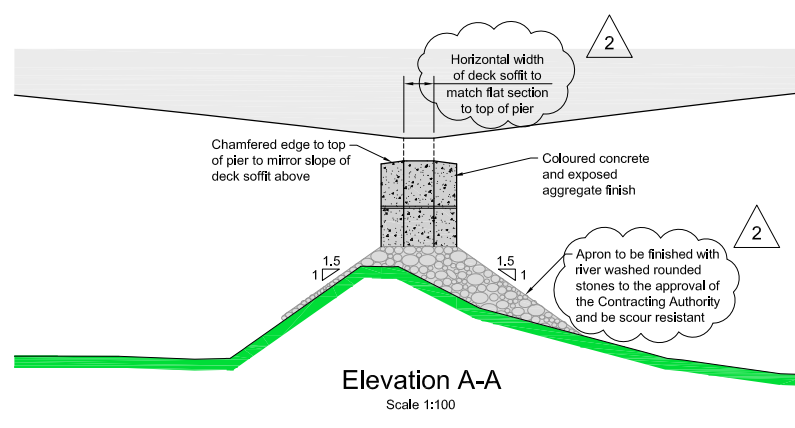 2
Horizontal width
of deck soffit to
match flat section
to top of pier
Chamfered edge to top
of pier to mirror slope of
deck soffit above
Coloured concrete
and exposed
aggregate finish
2
1.5
1
1.5
1
Apron to be finished with
river washed rounded
stones to the approval of
the Contracting Authority
and be scour resistant
Elevation A-A
Scale 1:100